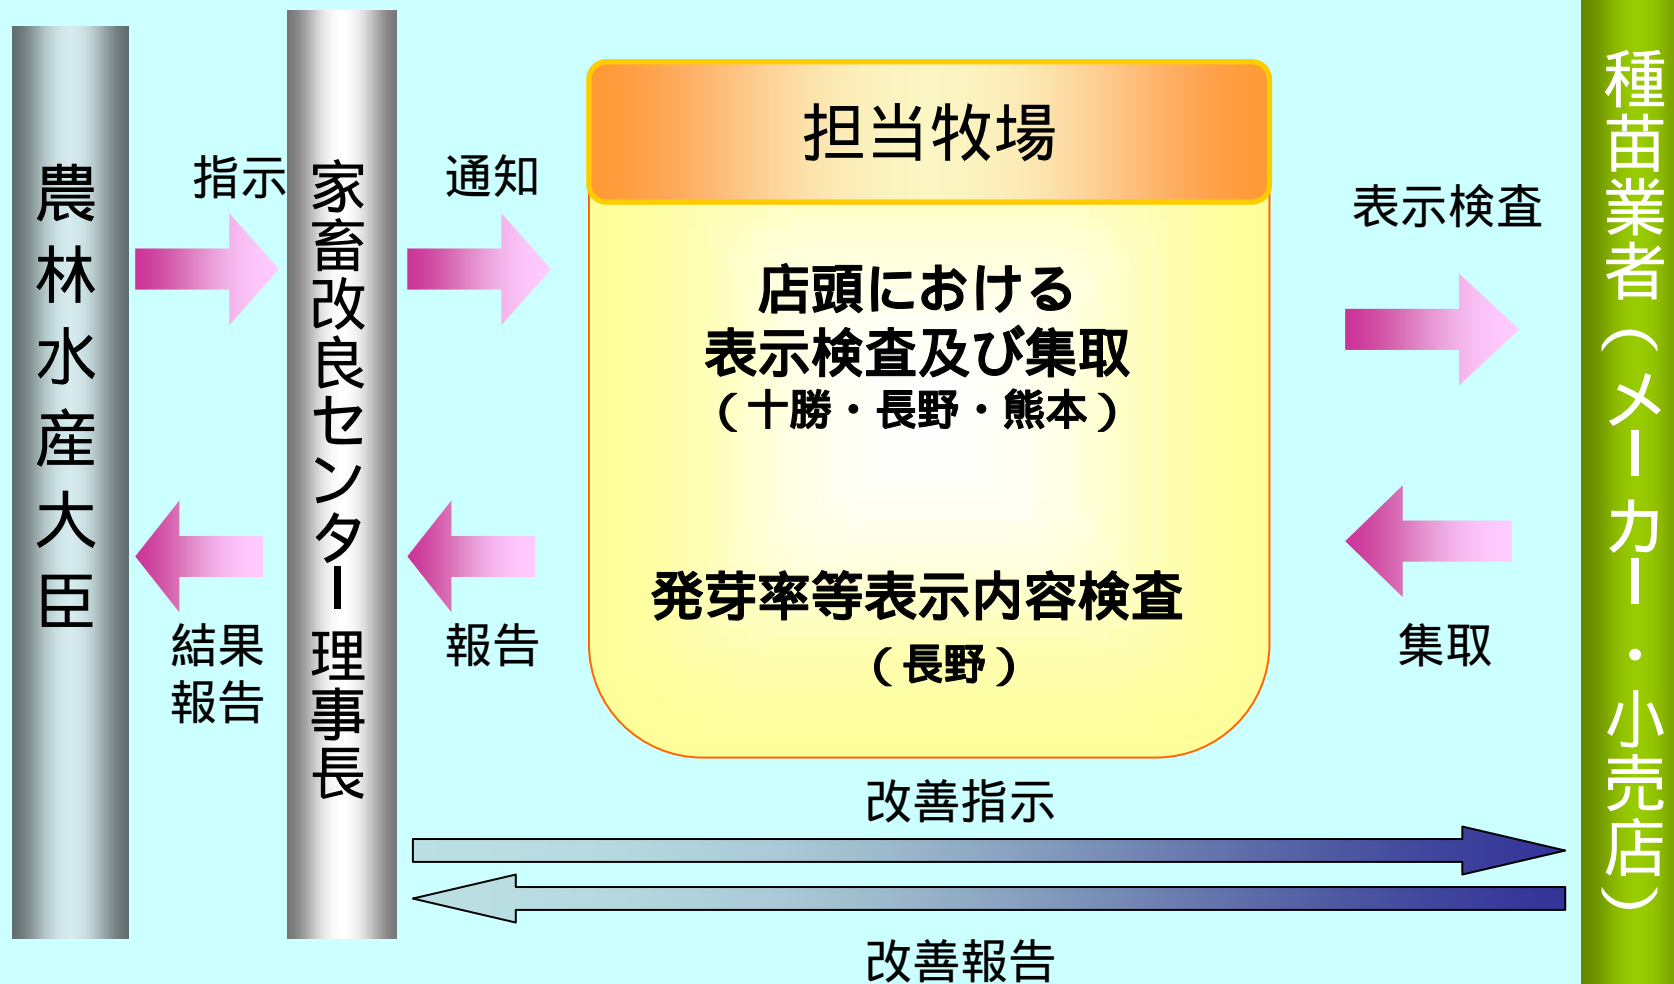 農林水産大臣
指示
結果
報告
家畜改良センター理事長
通知
報告
担当牧場
店頭における
表示検査及び集取
（十勝・長野・熊本）
発芽率等表示内容検査
（長野）
表示検査
集取
改善指示
改善報告
種苗業者（メーカー・小売店）